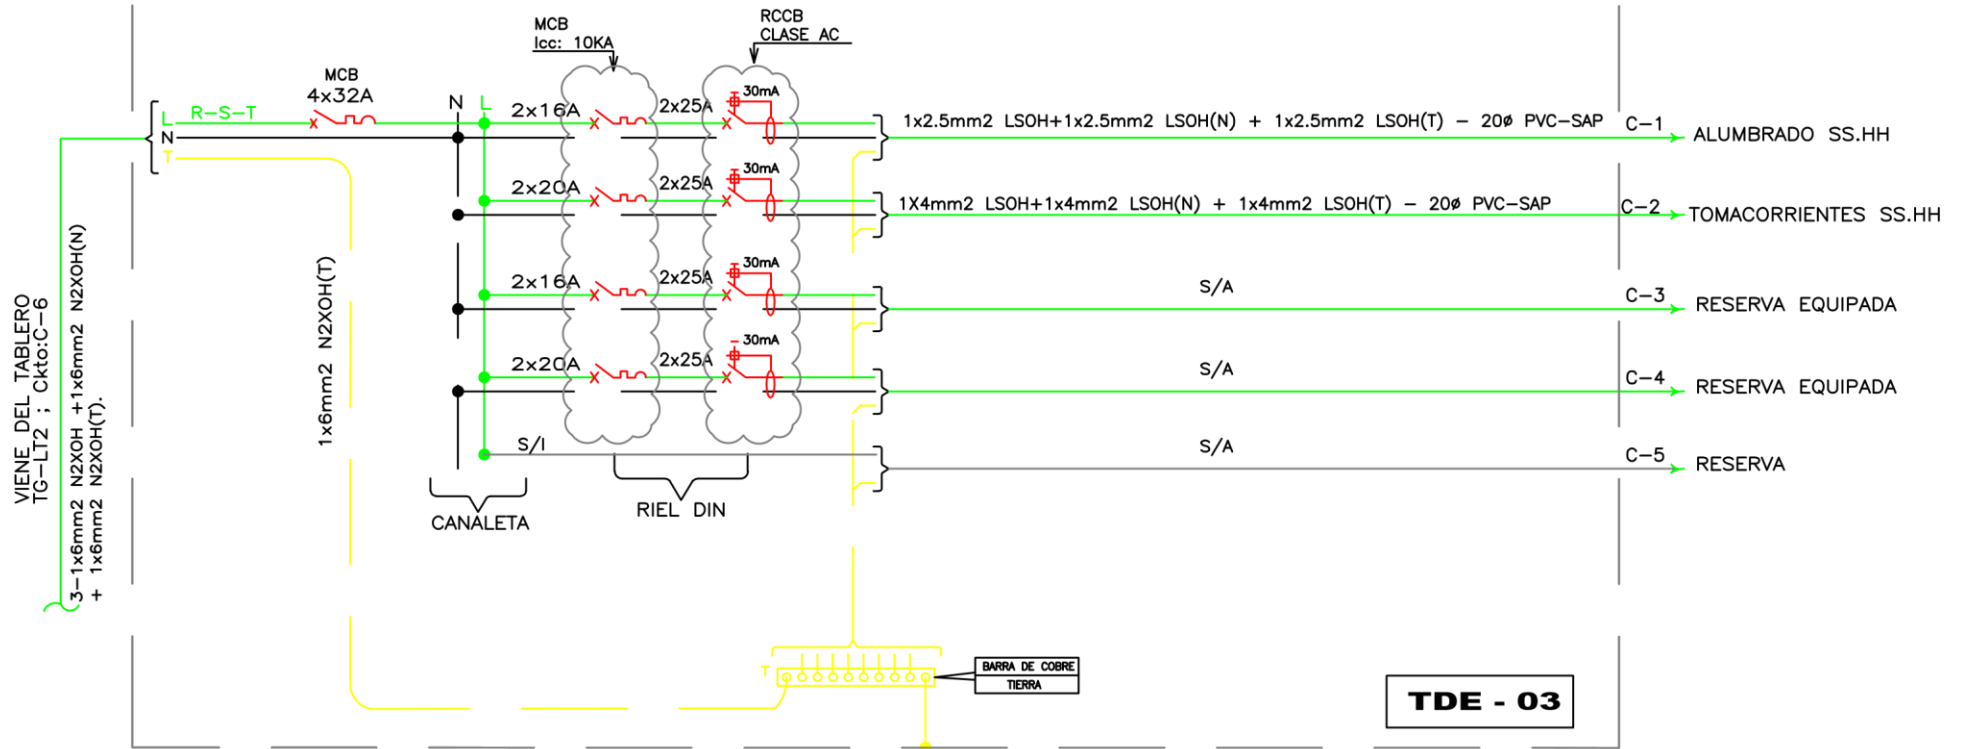 MCB
Icc: 10KA
RCCB
CLASE AC
MCB
4x32A
L
R-S-T
N
T
N
L
2x16A
2x25A
30mA
1x2.5mm2 LSOH+1x2.5mm2 LSOH(N) + 1x2.5mm2 LSOH(T) - 20ø PVC-SAP
C-1
ALUMBRADO SS.HH
2x20A
2x25A
30mA
1X4mm2 LSOH+1x4mm2 LSOH(N) + 1x4mm2 LSOH(T) - 20ø PVC-SAP
C-2
TOMACORRIENTES SS.HH
2x16A
2x25A
30mA
S/A
C-3
RESERVA EQUIPADA
2x20A
2x25A
30mA
S/A
C-4
RESERVA EQUIPADA
S/I
S/A
C-5
RESERVA
VIENE DEL TABLERO
TG-LT2 ; Ckto:C-6
3-1x6mm2 N2XOH +1x6mm2 N2XOH(N)
+ 1x6mm2 N2XOH(T).
1x6mm2 N2XOH(T)
CANALETA
RIEL DIN
T
BARRA DE COBRE
TIERRA
TDE - 03